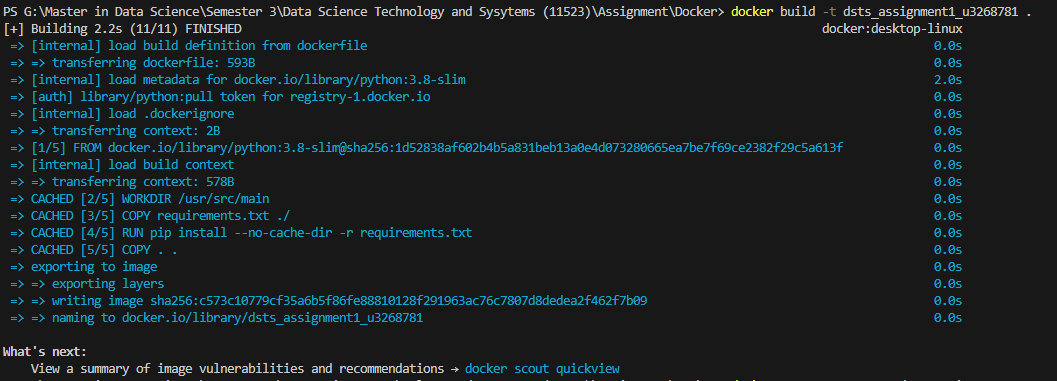 PS G:\Master in Data Science\Semester 3\Data Science Technology and Sysytems (11523)\Assignment\Docker> docker build -t dsts_assignment1_u3268781 .
[+] Building 2.2s (11/11) FINISHED docker:desktop-linux
=> [internal] load build definition from dockerfile 0.0s
=> => transferring dockerfile: 593B 0.0s
=> [internal] load metadata for docker.io/library/python:3.8-slim 2.0s
=> [auth] library/python:pull token for registry-1.docker.io 0.0s
=> [internal] load .dockerignore 0.0s
=> => transferring context: 2B 0.0s
=> [1/5] FROM docker.io/library/python:3.8-slim@sha256:1d52838af602b4b5a831beb13a0e4d073280665ea7be7f69ce2382f29c5a613f 0.0s
=> [internal] load build context 0.0s
=> => transferring context: 578B 0.0s
=> CACHED [2/5] WORKDIR /usr/src/main 0.0s
=> CACHED [3/5] COPY requirements.txt ./ 0.0s
=> CACHED [4/5] RUN pip install --no-cache-dir -r requirements.txt 0.0s
=> CACHED [5/5] COPY . . 0.0s
=> exporting to image 0.0s
=> => exporting layers 0.0s
=> => writing image sha256:c573c10779cf35a6b5f86fe88810128f291963ac76c7807d8dedea2f462f7b09 0.0s
=> => naming to docker.io/library/dsts_assignment1_u3268781 0.0s
What's next:
View a summary of image vulnerabilities and recommendations → docker scout quickview